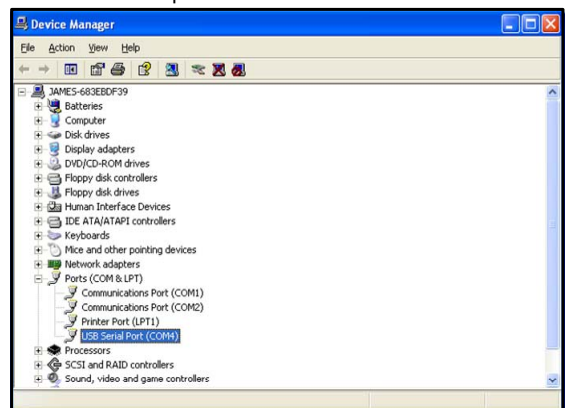 Device Manager
File Action View Help
JAMES-683EBDF39
Batteries
Computer
Disk drives
Display adapters
DVD/CD-ROM drives
Floppy disk controllers
Floppy disk drives
Human Interface Devices
IDE ATA/ATAPI controllers
Keyboards
Mice and other pointing devices
Network adapters
Ports (COM & LPT)
Communications Port (COM1)
Communications Port (COM2)
Printer Port (LPT1)
USB Serial Port (COM4)
Processors
SCSI and RAID controllers
Sound, video and game controllers